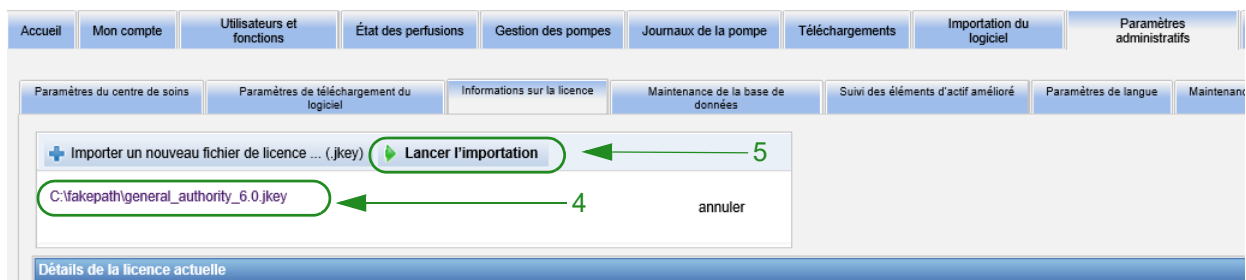 Accueil
Mon compte
Utilisateurs et
fonctions
État des perfusions
Gestion des pompes
Journaux de la pompe
Téléchargements
Importation du
logiciel
Paramètres
administratifs
Paramètres du centre de soins
Paramètres de téléchargement du
logiciel
Informations sur la licence
Maintenance de la base de
données
Suivi des éléments d'actif amélioré
Paramètres de langue
Maintenanc
Importer un nouveau fichier de licence ... (.jkey)
Lancer l'importation
5
C:\fakepath\general_authority_6.0.jkey
4
annuler
Détails de la licence actuelle